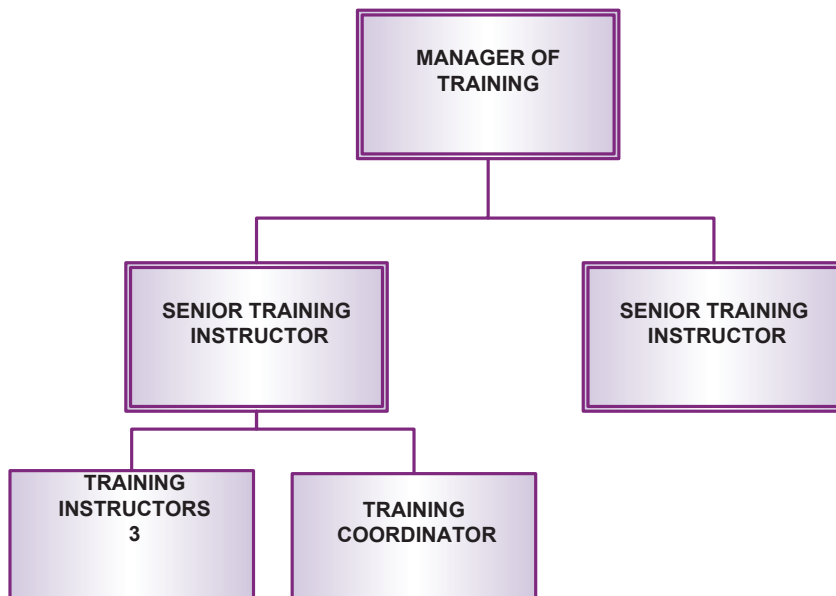 MANAGER OF
TRAINING
SENIOR TRAINING
INSTRUCTOR
SENIOR TRAINING
INSTRUCTOR
TRAINING
INSTRUCTORS
3
TRAINING
COORDINATOR